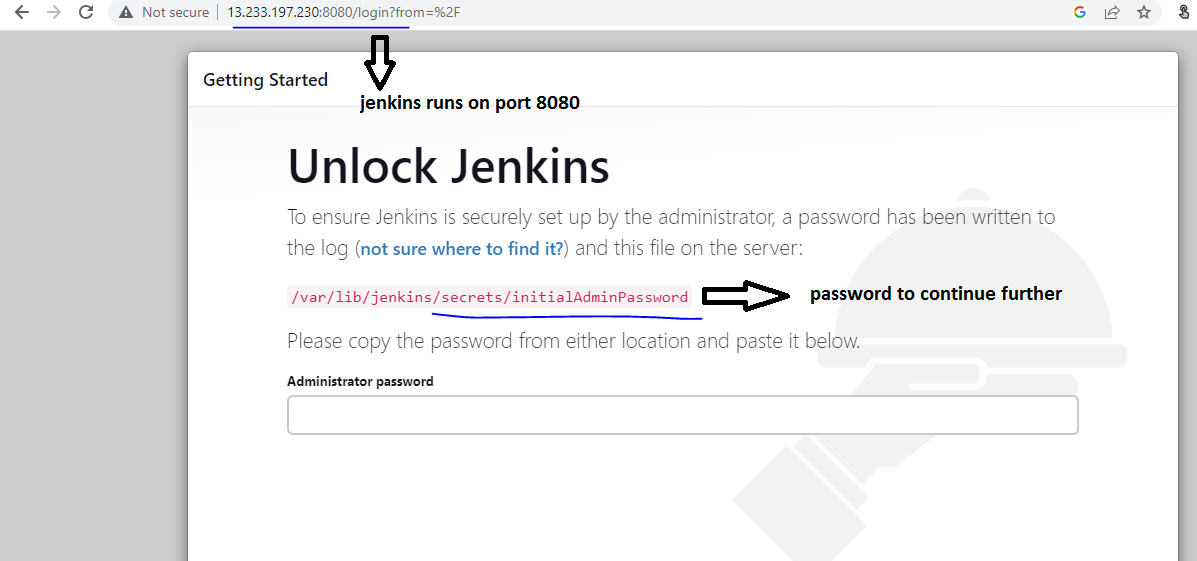 Not secure | 13.233.197.230:8080/login?from=%2F
Getting Started
jenkins runs on port 8080
Unlock Jenkins
To ensure Jenkins is securely set up by the administrator, a password has been written to
the log (not sure where to find it?) and this file on the server:
/var/lib/jenkins/secrets/initialAdminPassword
password to continue further
Please copy the password from either location and paste it below.
Administrator password